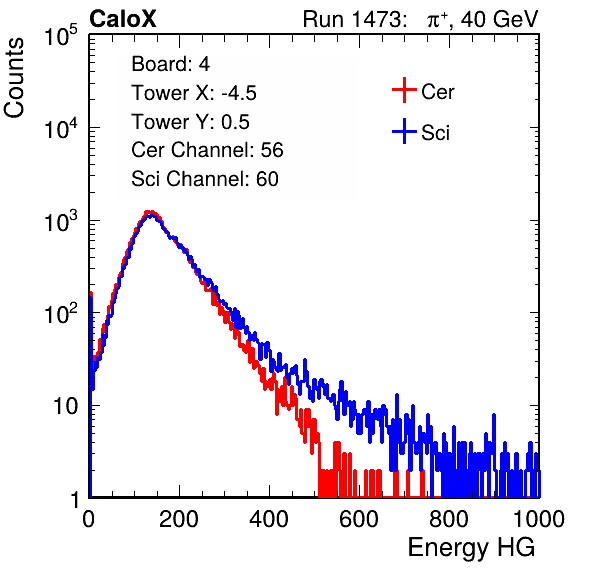 CaloX
Run 1473: π⁺, 40 GeV
Counts
10⁵
10⁴
10³
10²
10
1
Board: 4
Tower X: -4.5
Tower Y: 0.5
Cer Channel: 56
Sci Channel: 60
Cer
Sci
0 200 400 600 800 1000
Energy HG